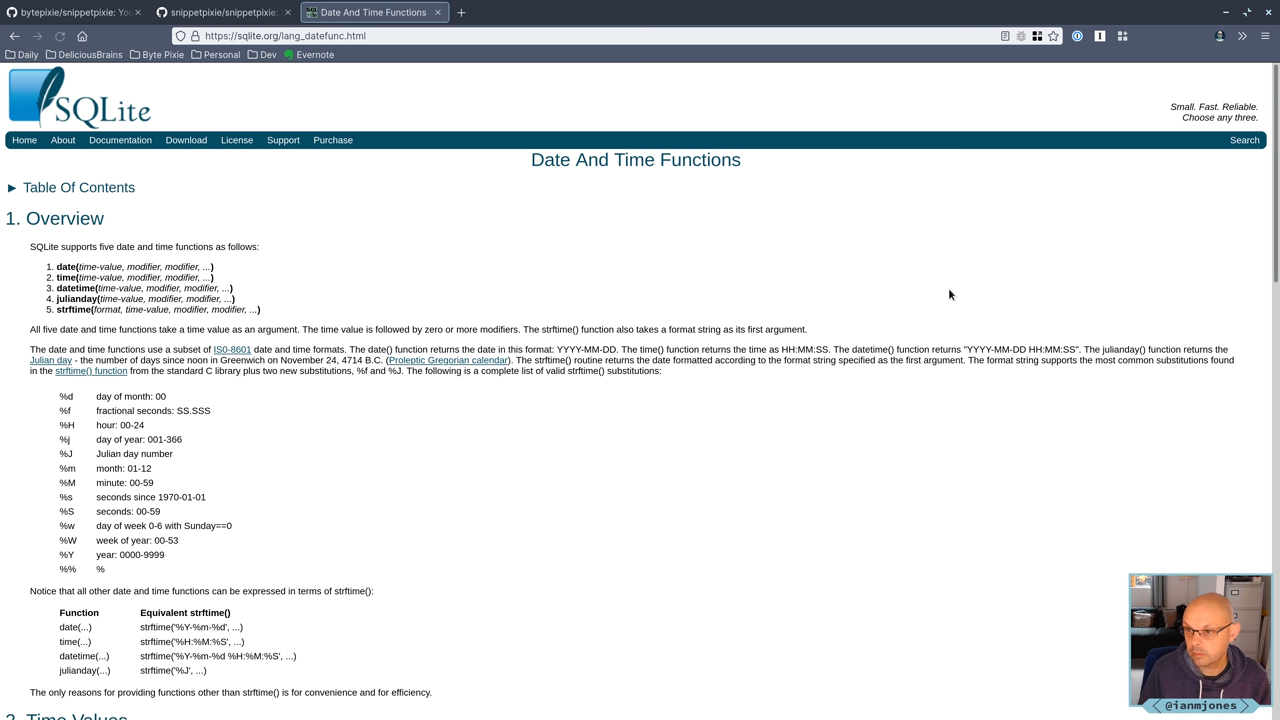 bytepixie/snippetpixie: You
snippetpixie/snippetpixie:
Date And Time Functions
https://sqlite.org/lang_datefunc.html
Daily
DeliciousBrains
Byte Pixie
Personal
Dev
Evernote
SQLite
Small. Fast. Reliable.
Choose any three.
Home About Documentation Download License Support Purchase Search
Date And Time Functions
► Table Of Contents
1. Overview
SQLite supports five date and time functions as follows:
1. date(time-value, modifier, modifier, ...)
2. time(time-value, modifier, modifier, ...)
3. datetime(time-value, modifier, modifier, ...)
4. julianday(time-value, modifier, modifier, ...)
5. strftime(format, time-value, modifier, modifier, ...)
All five date and time functions take a time value as an argument. The time value is followed by zero or more modifiers. The strftime() function also takes a format string as its first argument.
The date and time functions use a subset of IS0-8601 date and time formats. The date() function returns the date in this format: YYYY-MM-DD. The time() function returns the time as HH:MM:SS. The datetime() function returns "YYYY-MM-DD HH:MM:SS". The julianday() function returns the
Julian day - the number of days since noon in Greenwich on November 24, 4714 B.C. (Proleptic Gregorian calendar). The strftime() routine returns the date formatted according to the format string specified as the first argument. The format string supports the most common substitutions found
in the strftime() function from the standard C library plus two new substitutions, %f and %J. The following is a complete list of valid strftime() substitutions:
%d day of month: 00
%f fractional seconds: SS.SSS
%H hour: 00-24
%j day of year: 001-366
%J Julian day number
%m month: 01-12
%M minute: 00-59
%s seconds since 1970-01-01
%S seconds: 00-59
%w day of week 0-6 with Sunday==0
%W week of year: 00-53
%Y year: 0000-9999
%% %
Notice that all other date and time functions can be expressed in terms of strftime():
Function Equivalent strftime()
date(...) strftime('%Y-%m-%d', ...)
time(...) strftime('%H:%M:%S', ...)
datetime(...) strftime('%Y-%m-%d %H:%M:%S', ...)
julianday(...) strftime('%J', ...)
The only reasons for providing functions other than strftime() is for convenience and for efficiency.
2. Time Values
@ianmjones